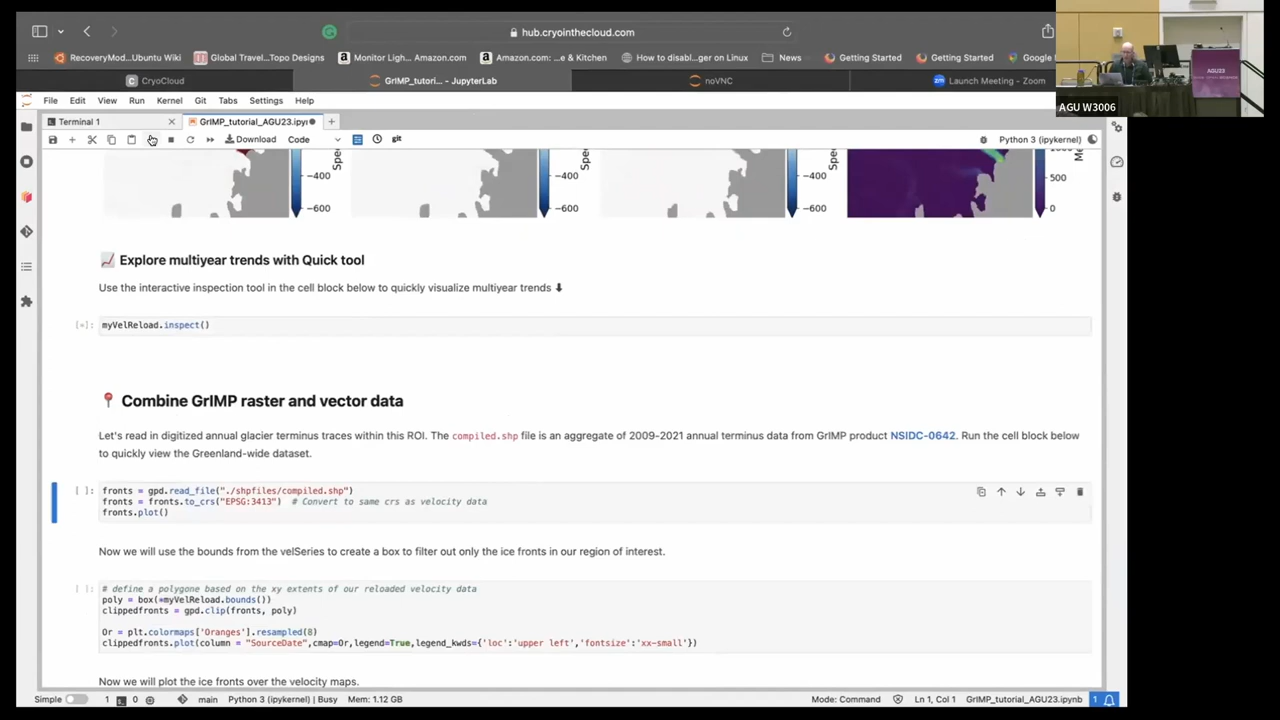 hub.cryointhecloud.com
RecoveryMod...Ubuntu Wiki
Global Travel...Topo Designs
Monitor Ligh... Amazon.com
Amazon.com: ...e & Kitchen
How to disabl...ger on Linux
News
Getting Started
Getting Started
Google
CryoCloud
GrIMP_tutori... - JupyterLab
noVNC
Launch Meeting - Zoom
AGU23
AGU W3006
File Edit View Run Kernel Git Tabs Settings Help
Terminal 1
GrIMP_tutorial_AGU23.ipyn
Download
Code
git
Python 3 (ipykernel)
−400
−600
Spe
−400
−600
Spe
−400
−600
Spe
500
0
Explore multiyear trends with Quick tool
Use the interactive inspection tool in the cell block below to quickly visualize multiyear trends
[*]: myVelReload.inspect()
Combine GrIMP raster and vector data
Let's read in digitized annual glacier terminus traces within this ROI. The compiled.shp file is an aggregate of 2009-2021 annual terminus data from GrIMP product NSIDC-0642. Run the cell block below
to quickly view the Greenland-wide dataset.
[ ]: fronts = gpd.read_file("./shpfiles/compiled.shp")
fronts = fronts.to_crs("EPSG:3413") # Convert to same crs as velocity data
fronts.plot()
Now we will use the bounds from the velSeries to create a box to filter out only the ice fronts in our region of interest.
[ ]: # define a polygone based on the xy extents of our reloaded velocity data
poly = box(*myVelReload.bounds())
clippedfronts = gpd.clip(fronts, poly)
Or = plt.colormaps['Oranges'].resampled(8)
clippedfronts.plot(column = "SourceDate",cmap=Or,legend=True,legend_kwds={'loc':'upper left','fontsize':'xx-small'})
Now we will plot the ice fronts over the velocity maps.
Simple 1 0 main Python 3 (ipykernel) | Busy Mem: 1.12 GB Mode: Command Ln 1, Col 1 GrIMP_tutorial_AGU23.ipynb 1